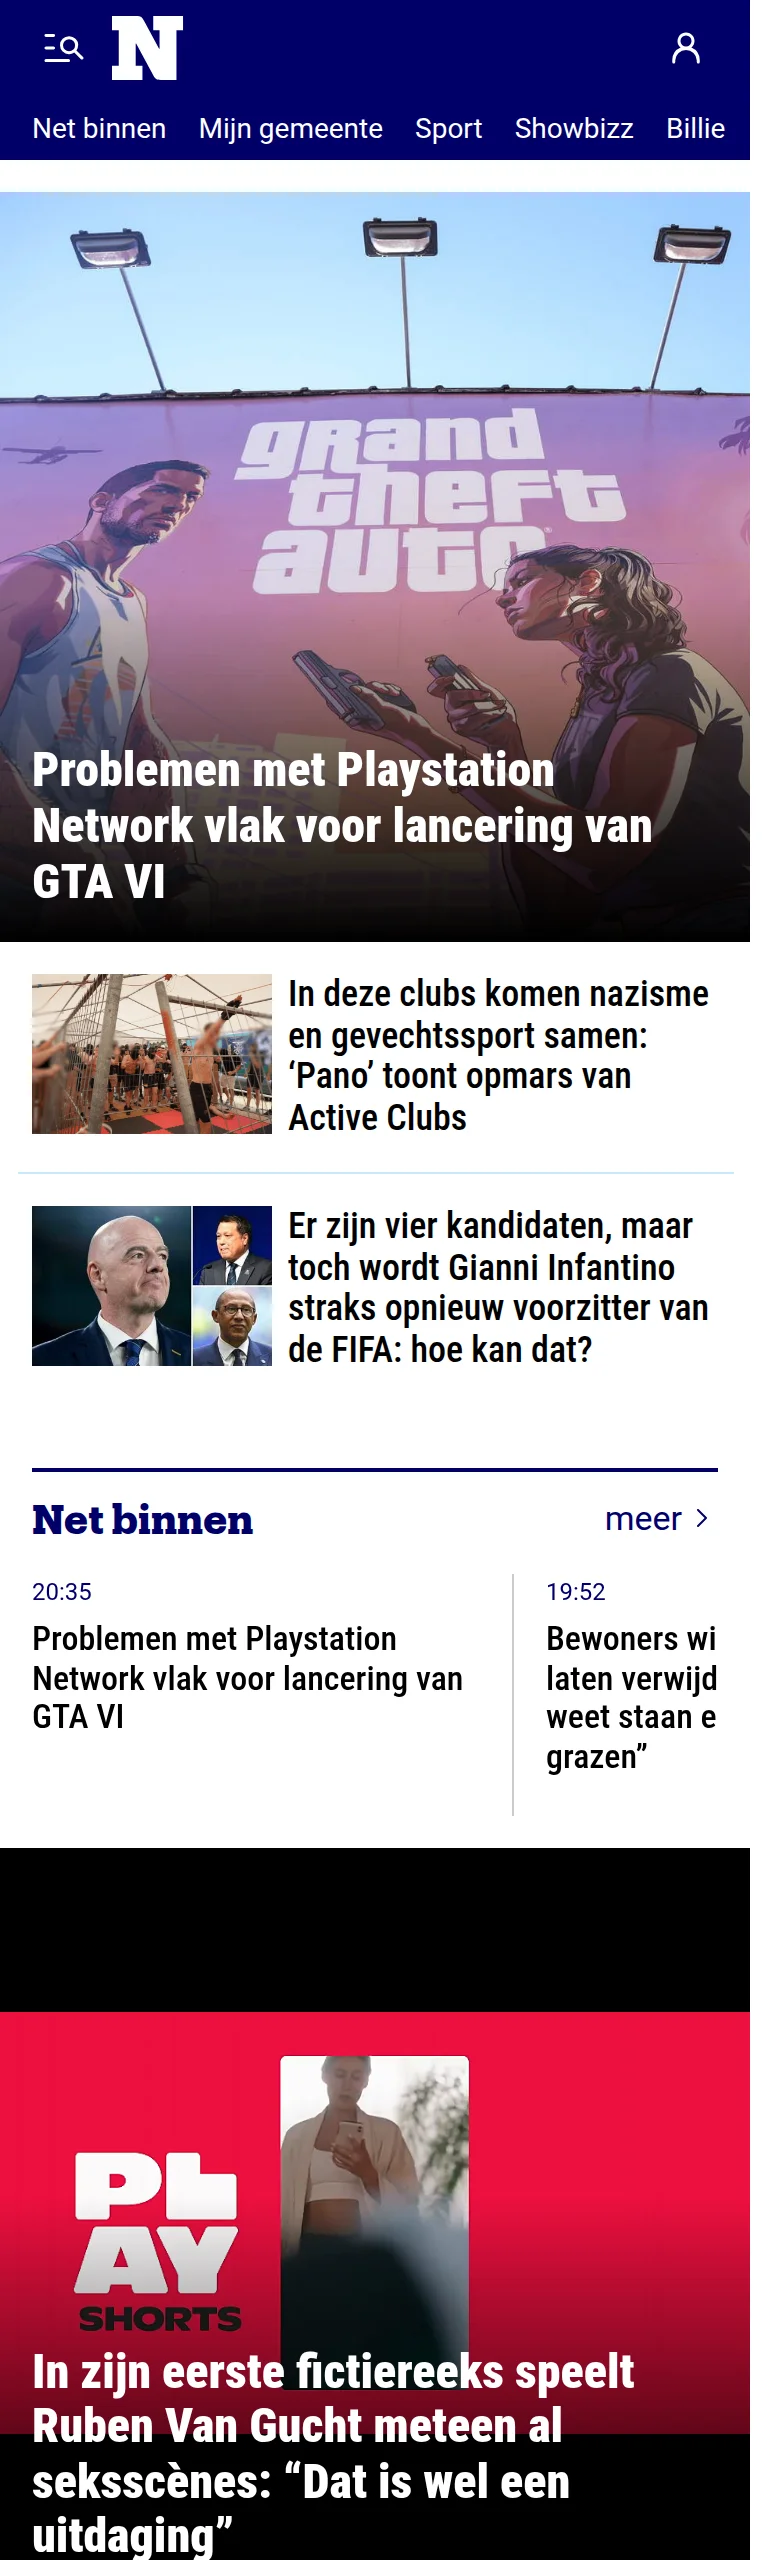 N
Net binnen Mijn gemeente Sport Showbizz Billie
grand
theft
auto
Problemen met Playstation
Network vlak voor lancering van
GTA VI
In deze clubs komen nazisme
en gevechtssport samen:
‘Pano’ toont opmars van
Active Clubs
Er zijn vier kandidaten, maar
toch wordt Gianni Infantino
straks opnieuw voorzitter van
de FIFA: hoe kan dat?
Net binnen meer
20:35
Problemen met Playstation
Network vlak voor lancering van
GTA VI
19:52
Bewoners wi
laten verwijd
weet staan e
grazen”
PL
AY
SHORTS
In zijn eerste fictiereeks speelt
Ruben Van Gucht meteen al
seksscènes: “Dat is wel een
uitdaging”